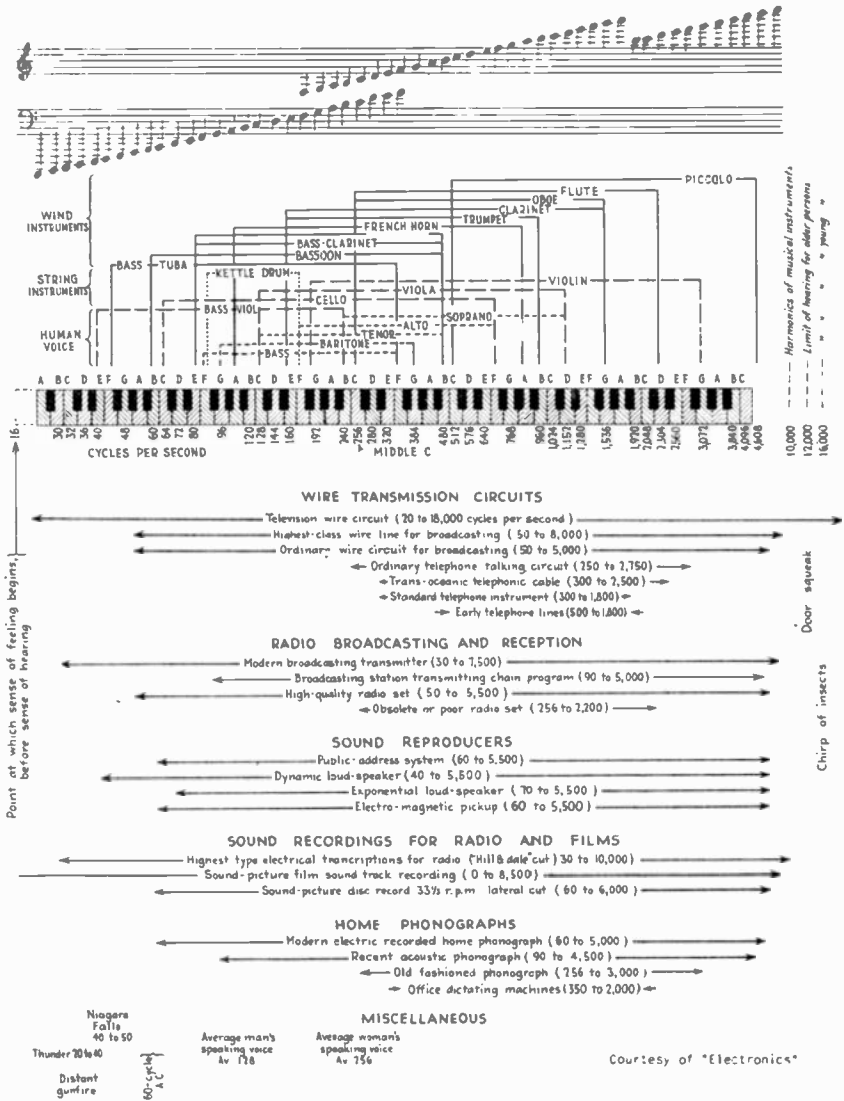 PICCOLO
FLUTE
OBOE
CLARINET
TRUMPET
WIND
INSTRUMENTS
FRENCH HORN
BASS-CLARINET
BASSOON
BASS TUBA
KETTLE DRUM
STRING
INSTRUMENTS
VIOLIN
VIOLA
CELLO
BASS VIOL
SOPRANO
HUMAN
VOICE
ALTO
TENOR
BARITONE
BASS
A BC D EF G A BC D EF G A BC D EF G A BC D EF G A BC D EF G A BC D EF G A BC
16 30 32 36 40 48 60 64 72 80 96 120 128 144 160 192 240 256 280 320 384 480 512 576 640 768 960 1,024 1,152 1,280 1,536 1,920 2,048 2,304 2,560 3,072 3,840 4,096 4,608
CYCLES PER SECOND
MIDDLE C
10,000 Harmonics of musical instruments
12,000 Limit of hearing for older persons
16,000 " " " " young "
WIRE TRANSMISSION CIRCUITS
Television wire circuit (20 to 18,000 cycles per second)
Highest-class wire line for broadcasting (50 to 8,000)
Ordinary wire circuit for broadcasting (50 to 5,000)
Ordinary telephone talking circuit (250 to 2,750)
Trans-oceanic telephonic cable (300 to 2,500)
Standard telephone instrument (300 to 1,800)
Early telephone lines (500 to 1,800)
RADIO BROADCASTING AND RECEPTION
Modern broadcasting transmitter (30 to 7,500)
Broadcasting station transmitting chain program (90 to 5,000)
High-quality radio set (50 to 5,500)
Obsolete or poor radio set (256 to 2,200)
SOUND REPRODUCERS
Public-address system (60 to 5,500)
Dynamic loud-speaker (40 to 5,500)
Exponential loud-speaker (70 to 5,500)
Electro-magnetic pickup (60 to 5,500)
SOUND RECORDINGS FOR RADIO AND FILMS
Highest type electrical trancriptions for radio ("Hill & dale" cut) 30 to 10,000)
Sound-picture film sound track recording (0 to 8,500)
Sound-picture disc record 33⅓ r.p.m lateral cut (60 to 6,000)
HOME PHONOGRAPHS
Modern electric recorded home phonograph (60 to 5,000)
Recent acoustic phonograph (90 to 4,500)
Old fashioned phonograph (256 to 3,000)
Office dictating machines (350 to 2,000)
Point at which sense of feeling begins,
before sense of hearing
Door squeak
Chirp of insects
MISCELLANEOUS
Niagara
Falls
40 to 50
Thunder 20 to 40
Distant
gunfire
60-cycle
A C
Average man's
speaking voice
Av 128
Average woman's
speaking voice
Av 256
Courtesy of "Electronics"